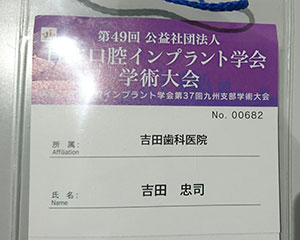 第49回 公益社団法人
口腔インプラント学会
学術大会
インプラント学会第37回九州支部学術大会
No. 00682
所 属:
Affiliation
吉田歯科医院
氏 名:
Name
吉田 忠司